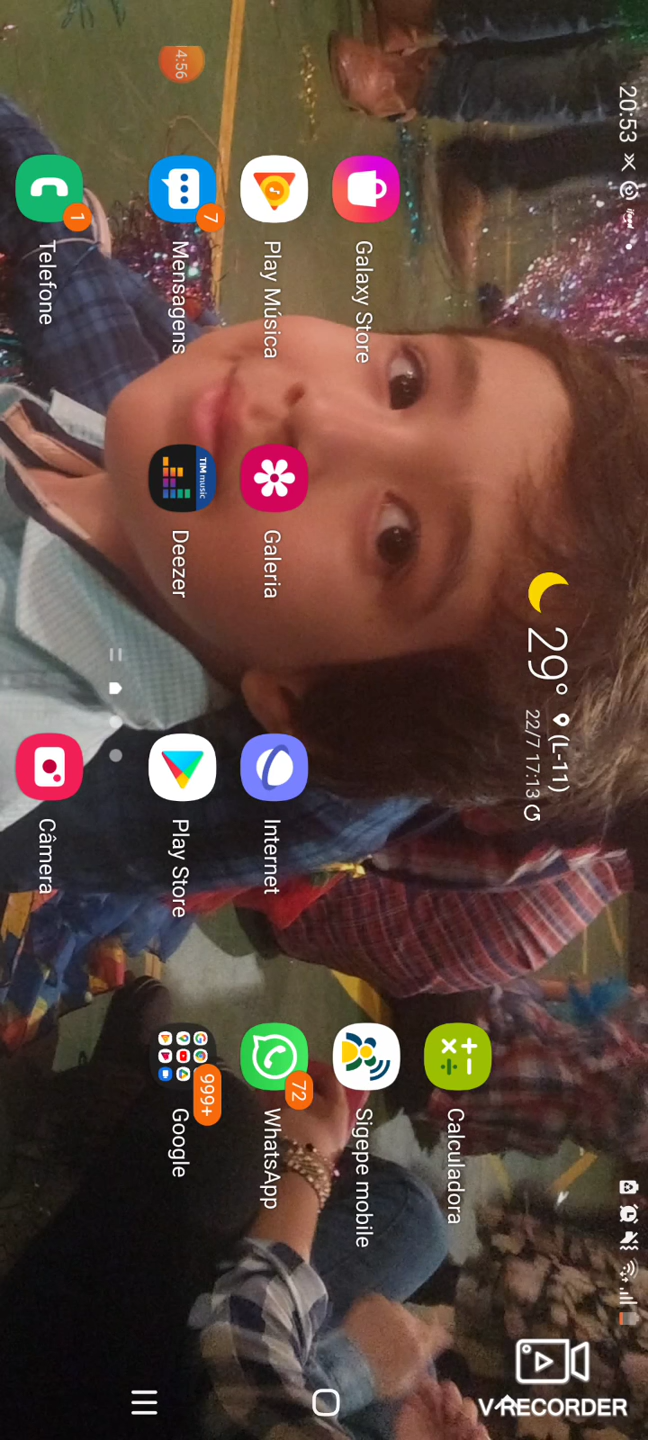 20:53
ifood
29°
(L-11)
22/7 17:13
Calculadora
Galaxy Store
Sigepe mobile
Play Música
Galeria
Internet
WhatsApp
72
Mensagens
7
TIM music
Deezer
Play Store
Google
999+
Telefone
1
Câmera
4:56
V RECORDER